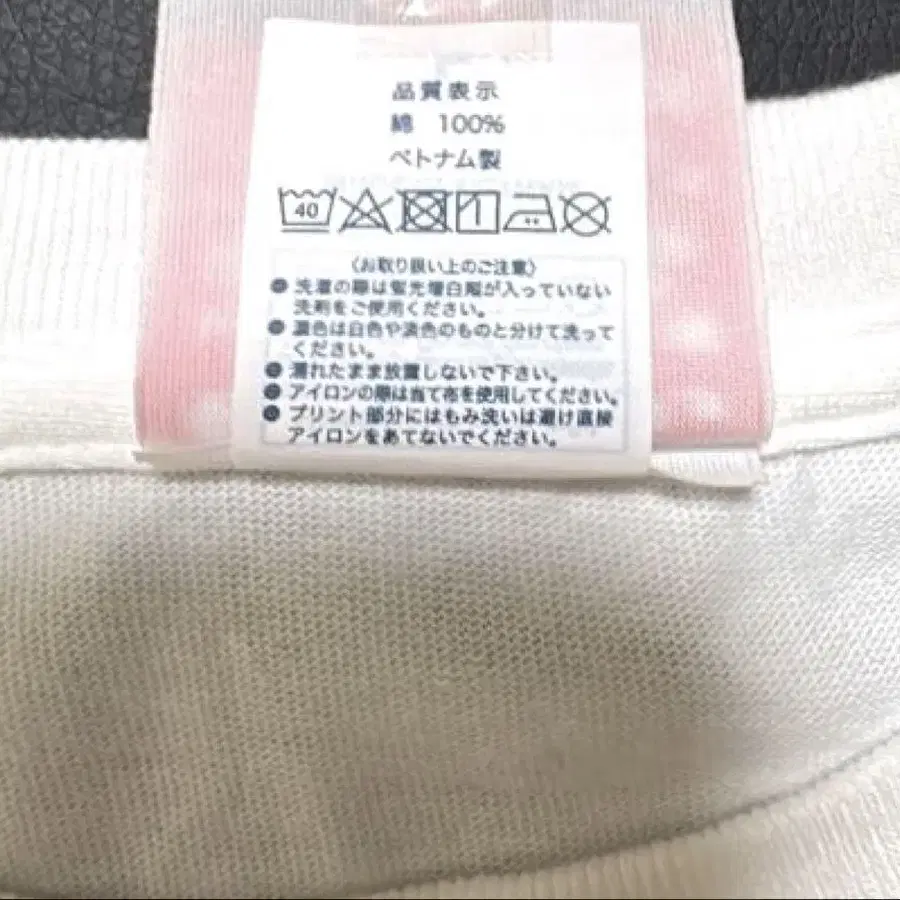 品質表示
綿 100%
ベトナム製
40
〈お取り扱い上のご注意〉
● 洗濯の際は蛍光増白剤が入っていない
洗剤をご使用ください。
● 濃色は白色や淡色のものと分けて洗って
ください。
● 濡れたまま放置しないで下さい。
● アイロンの際は当て布を使用してください。
● プリント部分にはもみ洗いは避け直接
アイロンをあてないでください。